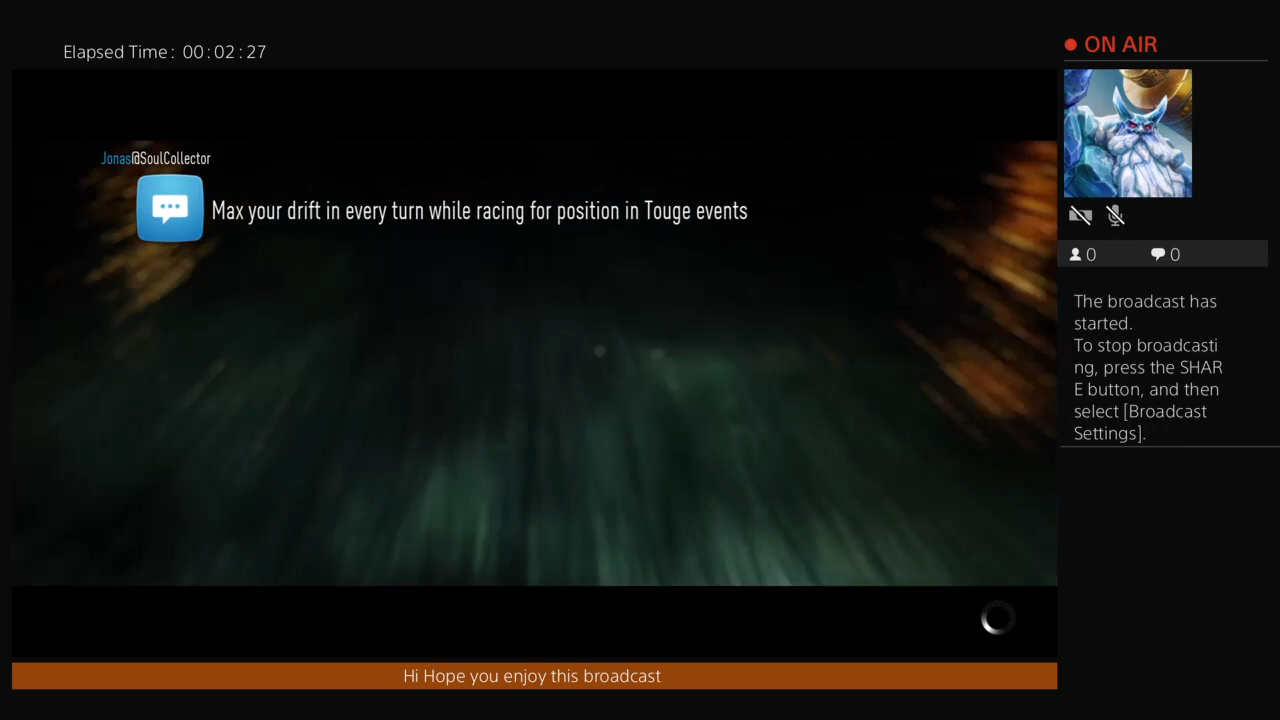 Elapsed Time: 00:02:27
ON AIR
Jonas@SoulCollector
Max your drift in every turn while racing for position in Touge events
0 0
The broadcast has
started.
To stop broadcasti
ng, press the SHAR
E button, and then
select [Broadcast
Settings].
Hi Hope you enjoy this broadcast